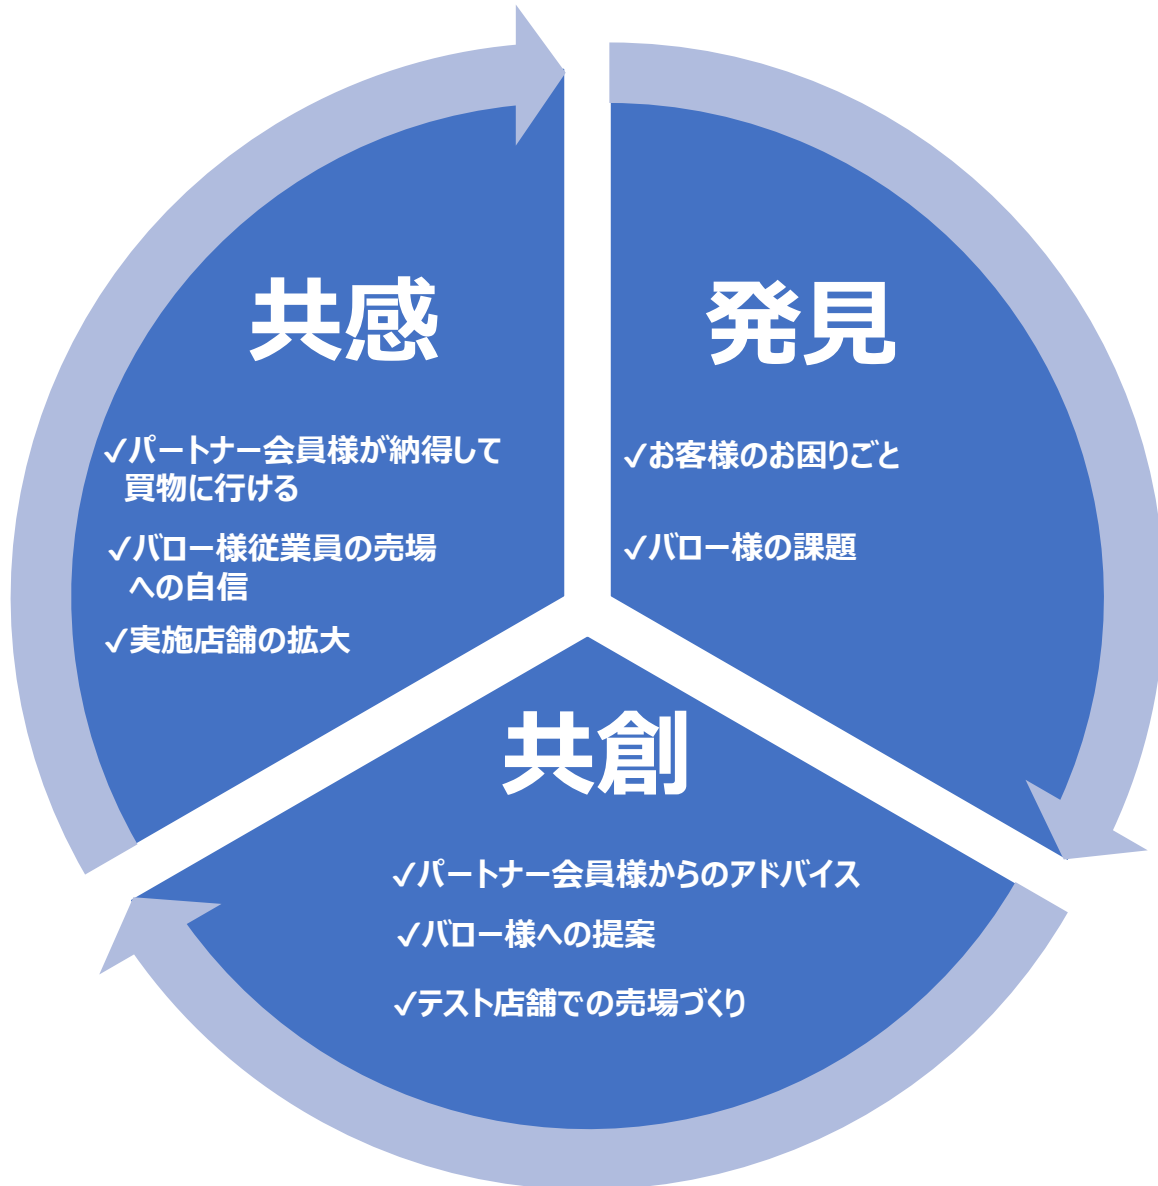 共感
✓パートナー会員様が納得して
買物に行ける
✓バロー様従業員の売場
への自信
✓実施店舗の拡大
発見
✓お客様のお困りごと
✓バロー様の課題
共創
✓パートナー会員様からのアドバイス
✓バロー様への提案
✓テスト店舗での売場づくり